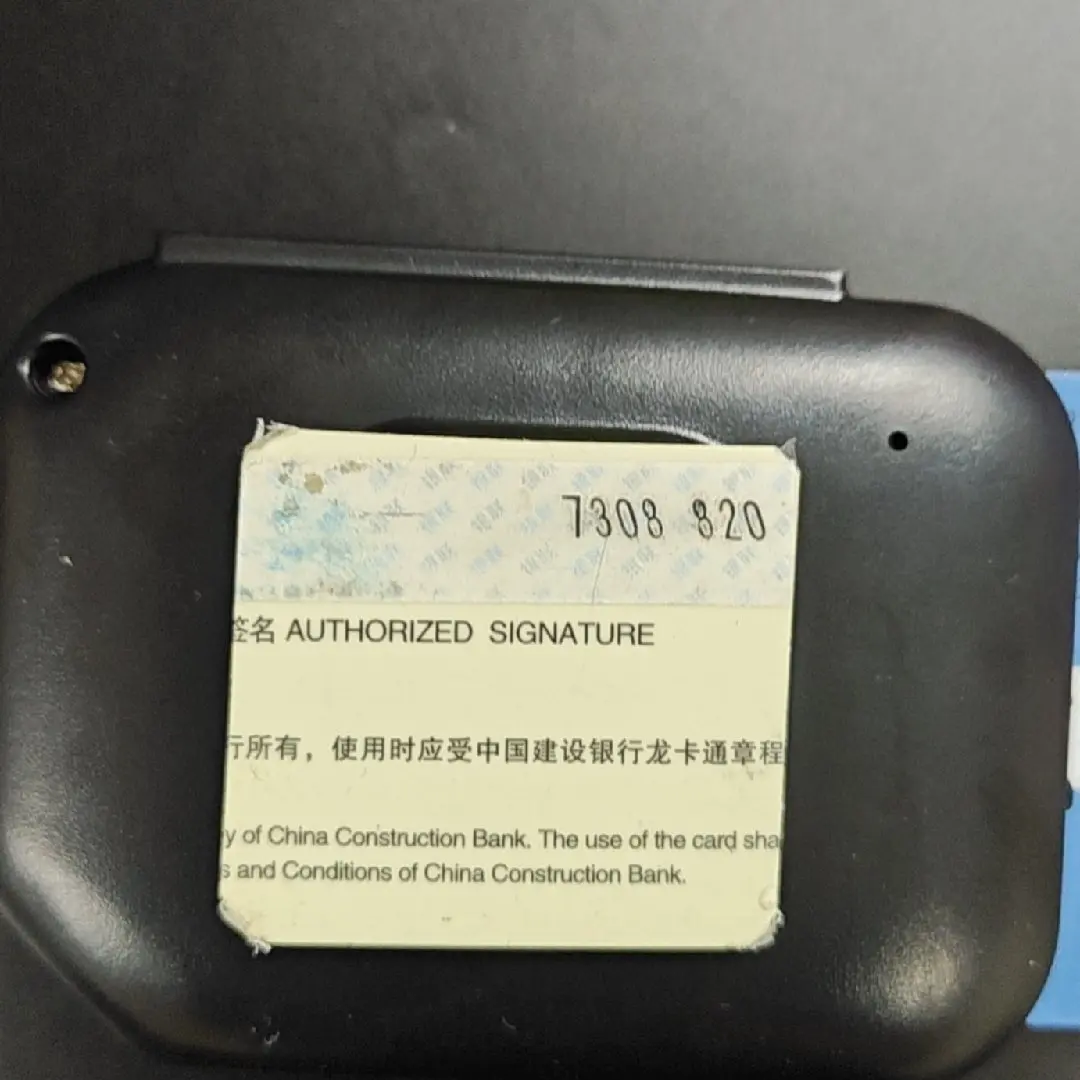 7308 820
签名 AUTHORIZED SIGNATURE
行所有，使用时应受中国建设银行龙卡通章程
y of China Construction Bank. The use of the card sha
s and Conditions of China Construction Bank.